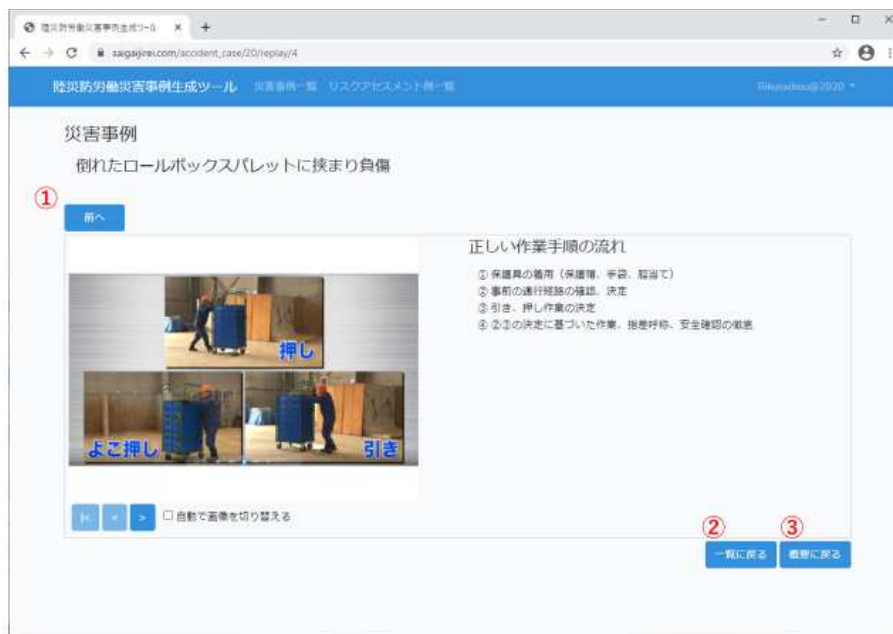 陸災防労働災害事例生成ツール
saigaijirei.com/accident_case/20/replay/4
陸災防労働災害事例生成ツール 災害事例一覧 リスクアセスメント例一覧 Rikusaibou@2020
災害事例
倒れたロールボックスパレットに挟まり負傷
①
前へ
正しい作業手順の流れ
① 保護具の着用（保護帽、手袋、脛当て）
② 事前の通行経路の確認、決定
③ 引き、押し作業の決定
④ ②③の決定に基づいた作業、指差呼称、安全確認の徹底
押し
よこ押し
引き
|< < > 自動で画像を切り替える
② ③
一覧に戻る 概要に戻る